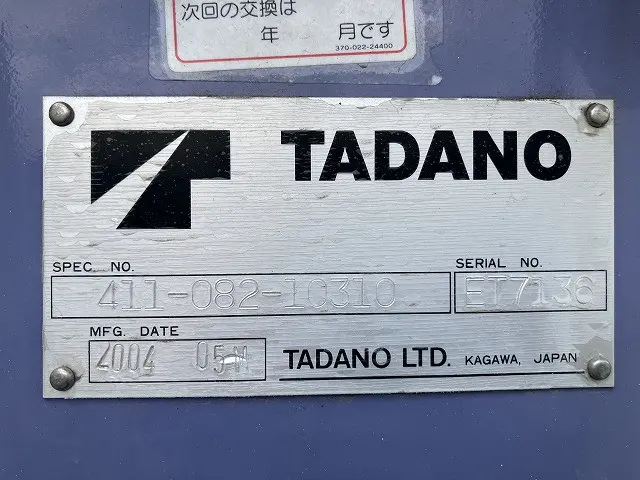 次回の交換は
年 月です
370-022-24400
TADANO
SPEC. NO.
411-082-10310
SERIAL NO.
ET7136
MFG. DATE
2004 05M
TADANO LTD. KAGAWA, JAPAN